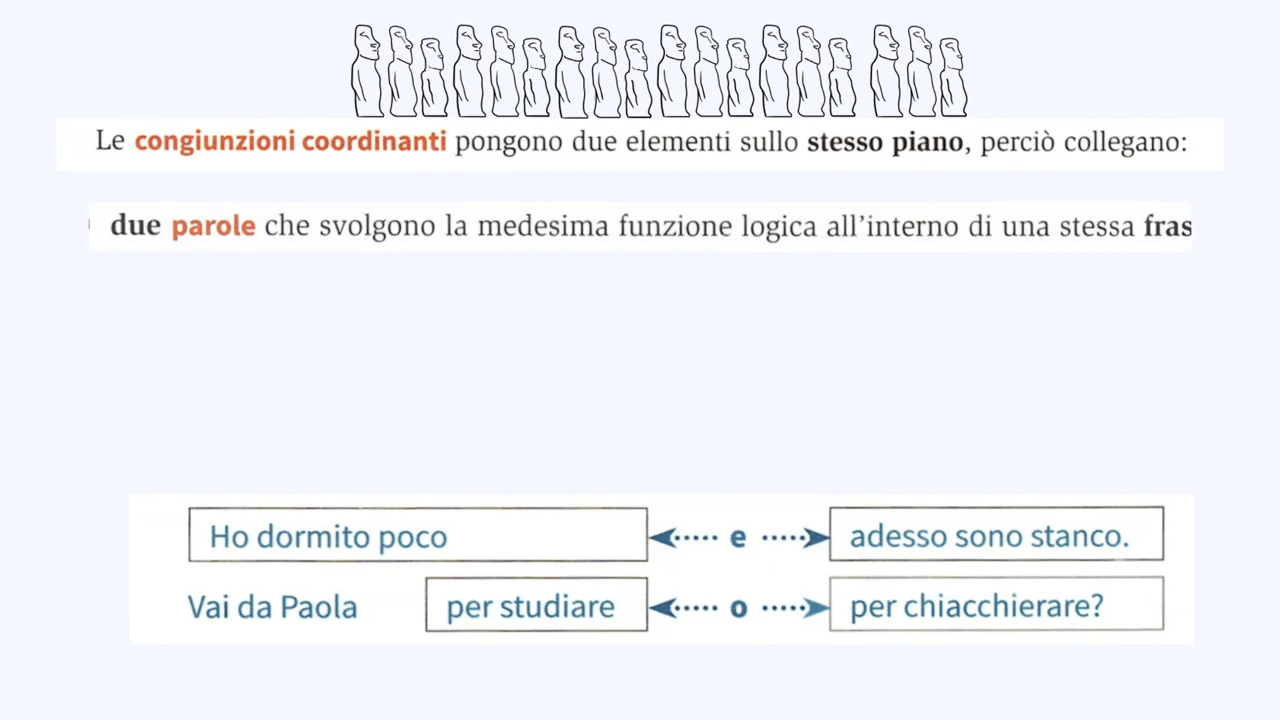 Le congiunzioni coordinanti pongono due elementi sullo stesso piano, perciò collegano:
due parole che svolgono la medesima funzione logica all'interno di una stessa fras
Ho dormito poco e adesso sono stanco.
Vai da Paola per studiare o per chiacchierare?